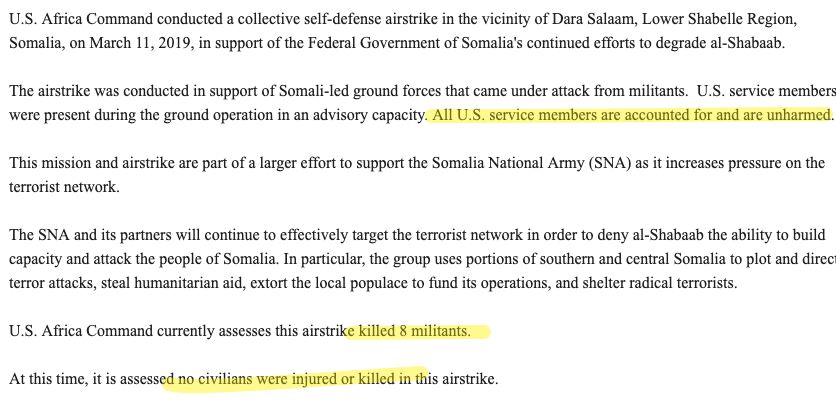 U.S. Africa Command conducted a collective self-defense airstrike in the vicinity of Dara Salaam, Lower Shabelle Region,
Somalia, on March 11, 2019, in support of the Federal Government of Somalia's continued efforts to degrade al-Shabaab.
The airstrike was conducted in support of Somali-led ground forces that came under attack from militants.  U.S. service members
were present during the ground operation in an advisory capacity. All U.S. service members are accounted for and are unharmed.
This mission and airstrike are part of a larger effort to support the Somalia National Army (SNA) as it increases pressure on the
terrorist network.
The SNA and its partners will continue to effectively target the terrorist network in order to deny al-Shabaab the ability to build
capacity and attack the people of Somalia. In particular, the group uses portions of southern and central Somalia to plot and direc
terror attacks, steal humanitarian aid, extort the local populace to fund its operations, and shelter radical terrorists.
U.S. Africa Command currently assesses this airstrike killed 8 militants.
At this time, it is assessed no civilians were injured or killed in this airstrike.